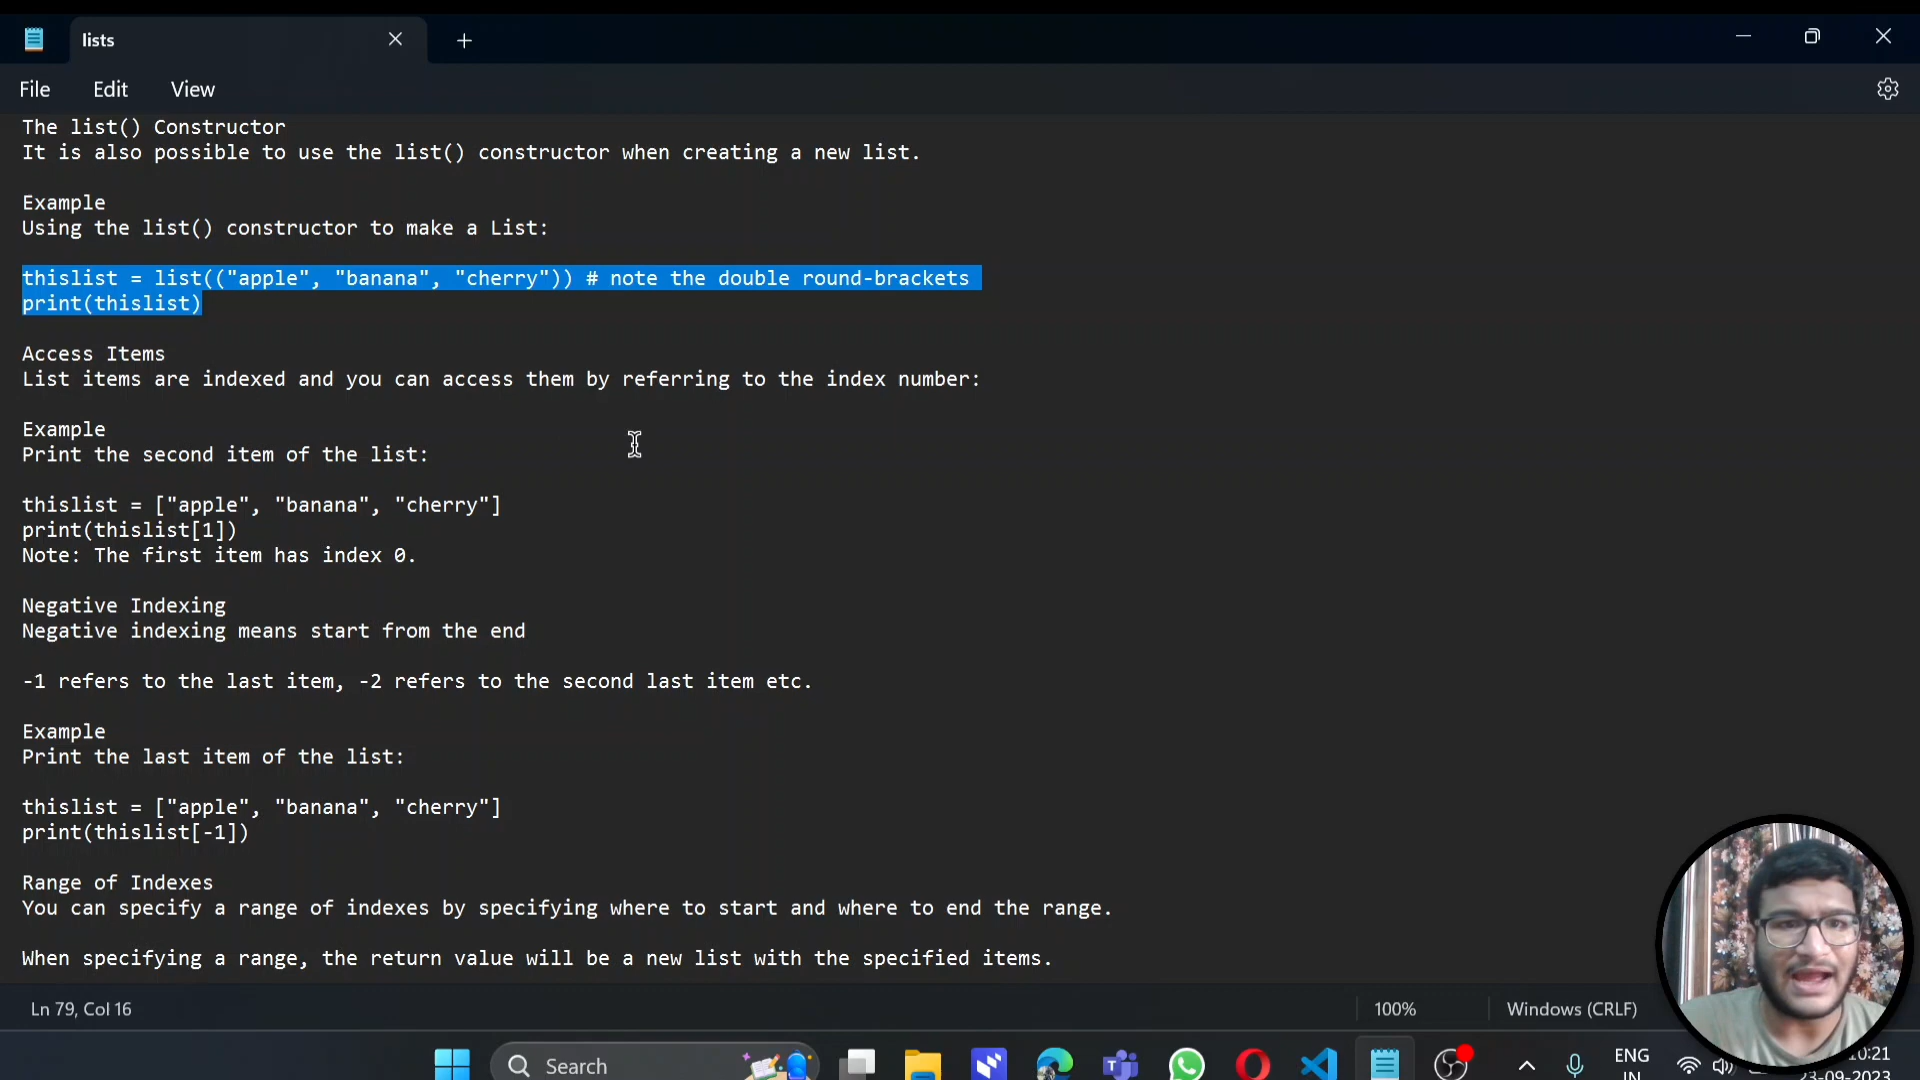 lists
File Edit View
The list() Constructor
It is also possible to use the list() constructor when creating a new list.
Example
Using the list() constructor to make a List:
thislist = list(("apple", "banana", "cherry")) # note the double round-brackets
print(thislist)
Access Items
List items are indexed and you can access them by referring to the index number:
Example
Print the second item of the list:
thislist = ["apple", "banana", "cherry"]
print(thislist[1])
Note: The first item has index 0.
Negative Indexing
Negative indexing means start from the end
-1 refers to the last item, -2 refers to the second last item etc.
Example
Print the last item of the list:
thislist = ["apple", "banana", "cherry"]
print(thislist[-1])
Range of Indexes
You can specify a range of indexes by specifying where to start and where to end the range.
When specifying a range, the return value will be a new list with the specified items.
Ln 79, Col 16 100% Windows (CRLF)
Search ENG 10:21
IN 23-09-2023